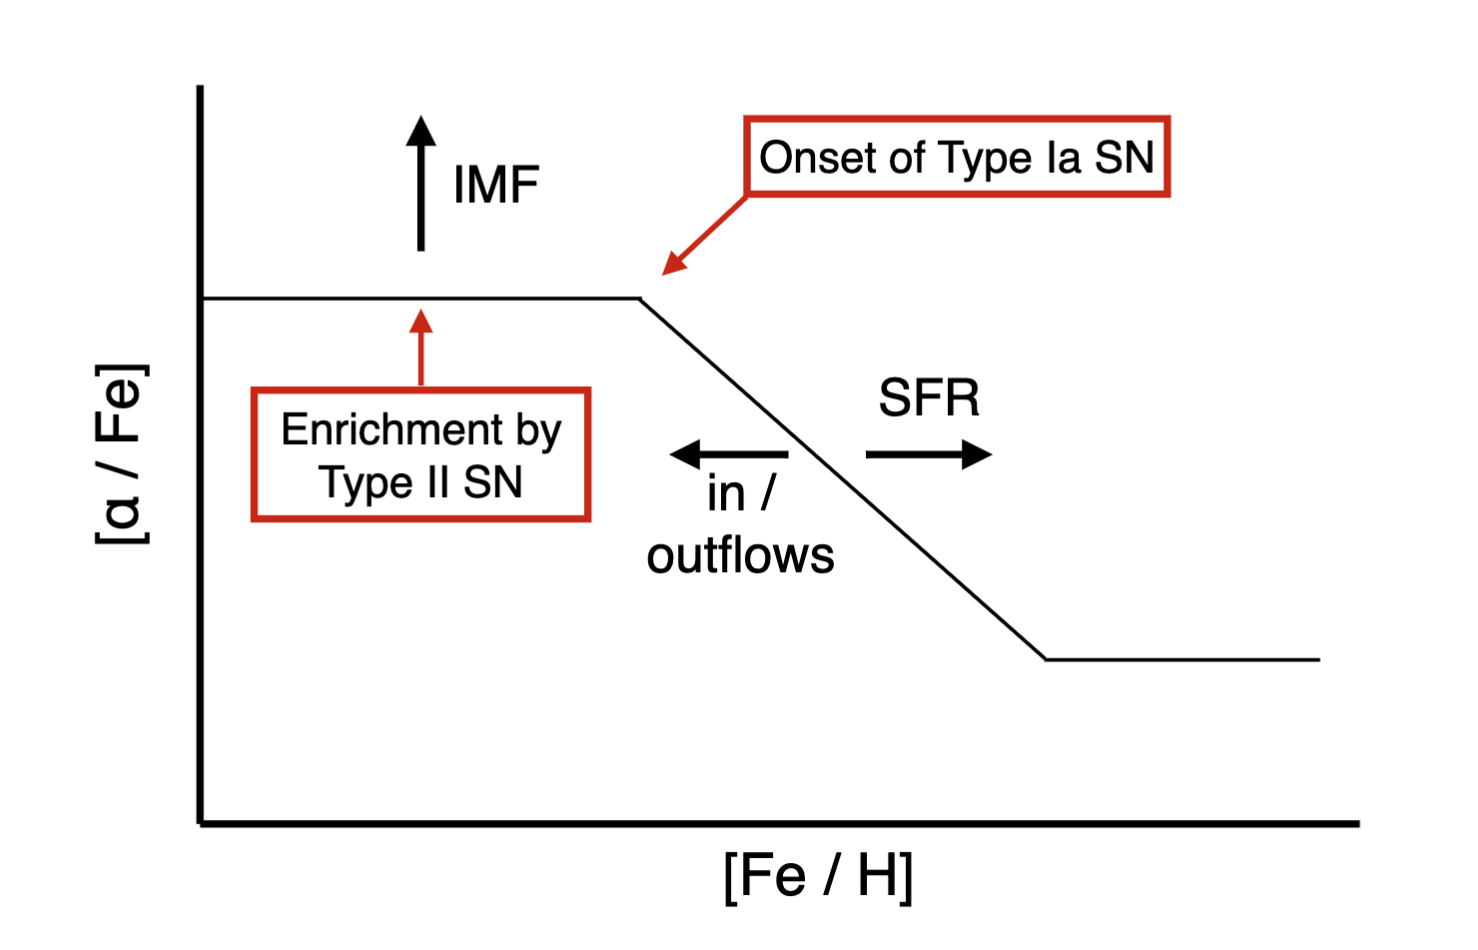 IMF
Onset of Type Ia SN
[α / Fe]
Enrichment by
Type II SN
SFR
in /
outflows
[Fe / H]